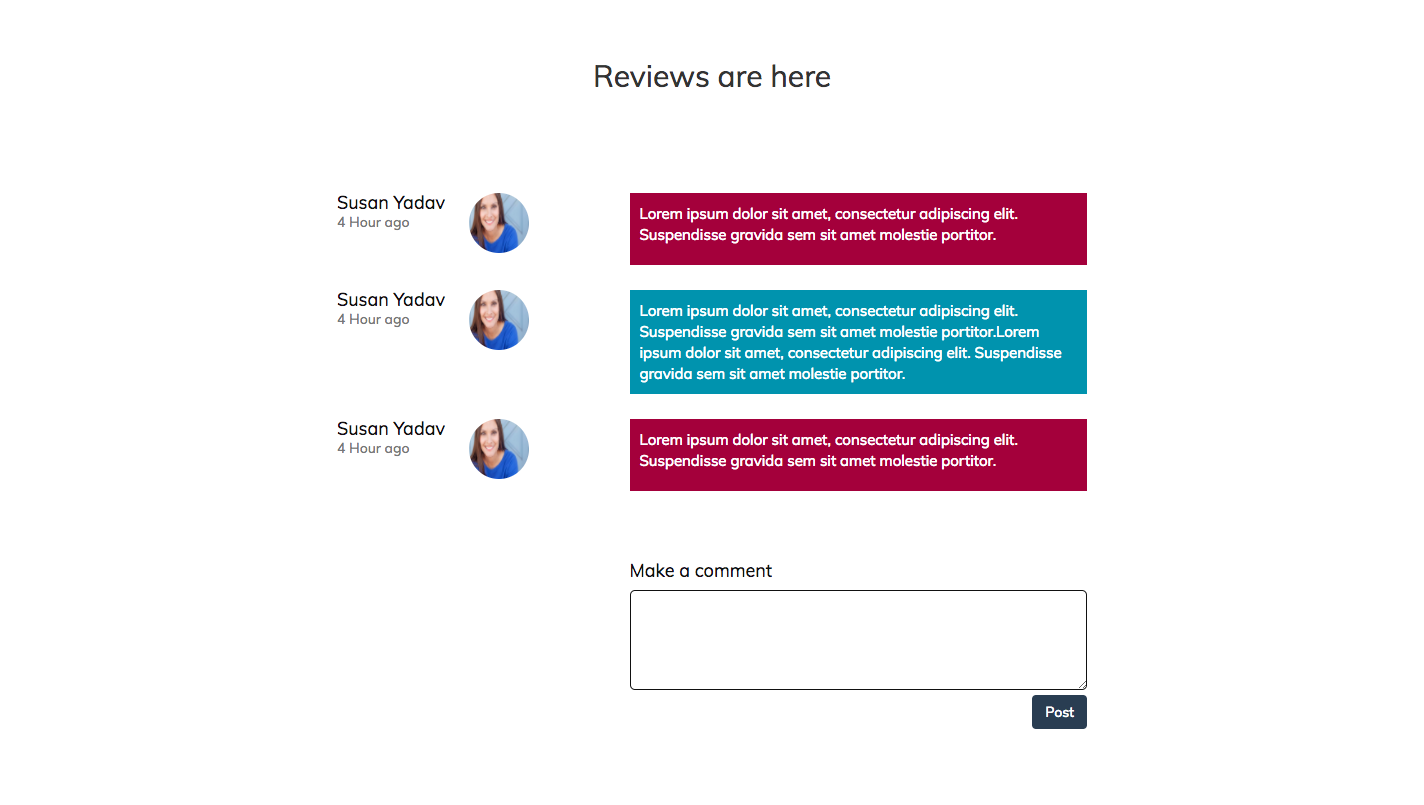 Reviews are here
Susan Yadav
4 Hour ago
Lorem ipsum dolor sit amet, consectetur adipiscing elit.
Suspendisse gravida sem sit amet molestie portitor.
Susan Yadav
4 Hour ago
Lorem ipsum dolor sit amet, consectetur adipiscing elit.
Suspendisse gravida sem sit amet molestie portitor.Lorem
ipsum dolor sit amet, consectetur adipiscing elit. Suspendisse
gravida sem sit amet molestie portitor.
Susan Yadav
4 Hour ago
Lorem ipsum dolor sit amet, consectetur adipiscing elit.
Suspendisse gravida sem sit amet molestie portitor.
Make a comment
Post